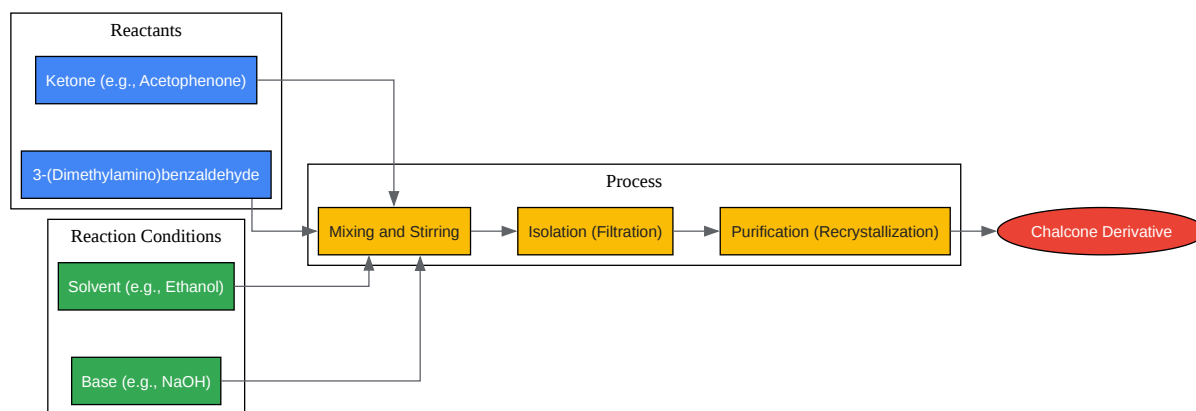 Reactants
Ketone (e.g., Acetophenone)
3-(Dimethylamino)benzaldehyde
Reaction Conditions
Solvent (e.g., Ethanol)
Base (e.g., NaOH)
Process
Mixing and Stirring
Isolation (Filtration)
Purification (Recrystallization)
Chalcone Derivative